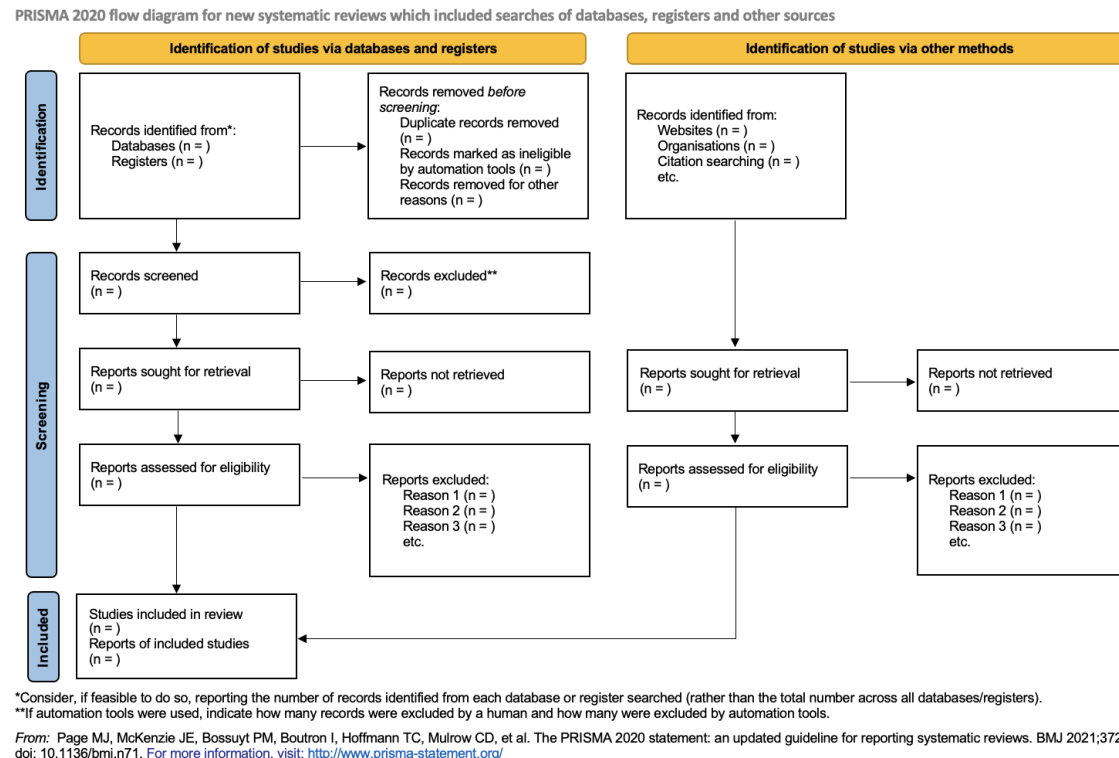 PRISMA 2020 flow diagram for new systematic reviews which included searches of databases, registers and other sources
Identification of studies via databases and registers
Identification of studies via other methods
Identification
Records identified from*:
Databases (n = )
Registers (n = )
Records removed before
screening:
Duplicate records removed
(n = )
Records marked as ineligible
by automation tools (n = )
Records removed for other
reasons (n = )
Records identified from:
Websites (n = )
Organisations (n = )
Citation searching (n = )
etc.
Screening
Records screened
(n = )
Records excluded**
(n = )
Reports sought for retrieval
(n = )
Reports not retrieved
(n = )
Reports sought for retrieval
(n = )
Reports not retrieved
(n = )
Reports assessed for eligibility
(n = )
Reports excluded:
Reason 1 (n = )
Reason 2 (n = )
Reason 3 (n = )
etc.
Reports assessed for eligibility
(n = )
Reports excluded:
Reason 1 (n = )
Reason 2 (n = )
Reason 3 (n = )
etc.
Included
Studies included in review
(n = )
Reports of included studies
(n = )
*Consider, if feasible to do so, reporting the number of records identified from each database or register searched (rather than the total number across all databases/registers).
**If automation tools were used, indicate how many records were excluded by a human and how many were excluded by automation tools.
From: Page MJ, McKenzie JE, Bossuyt PM, Boutron I, Hoffmann TC, Mulrow CD, et al. The PRISMA 2020 statement: an updated guideline for reporting systematic reviews. BMJ 2021;372
doi: 10.1136/bmj.n71. For more information, visit: http://www.prisma-statement.org/